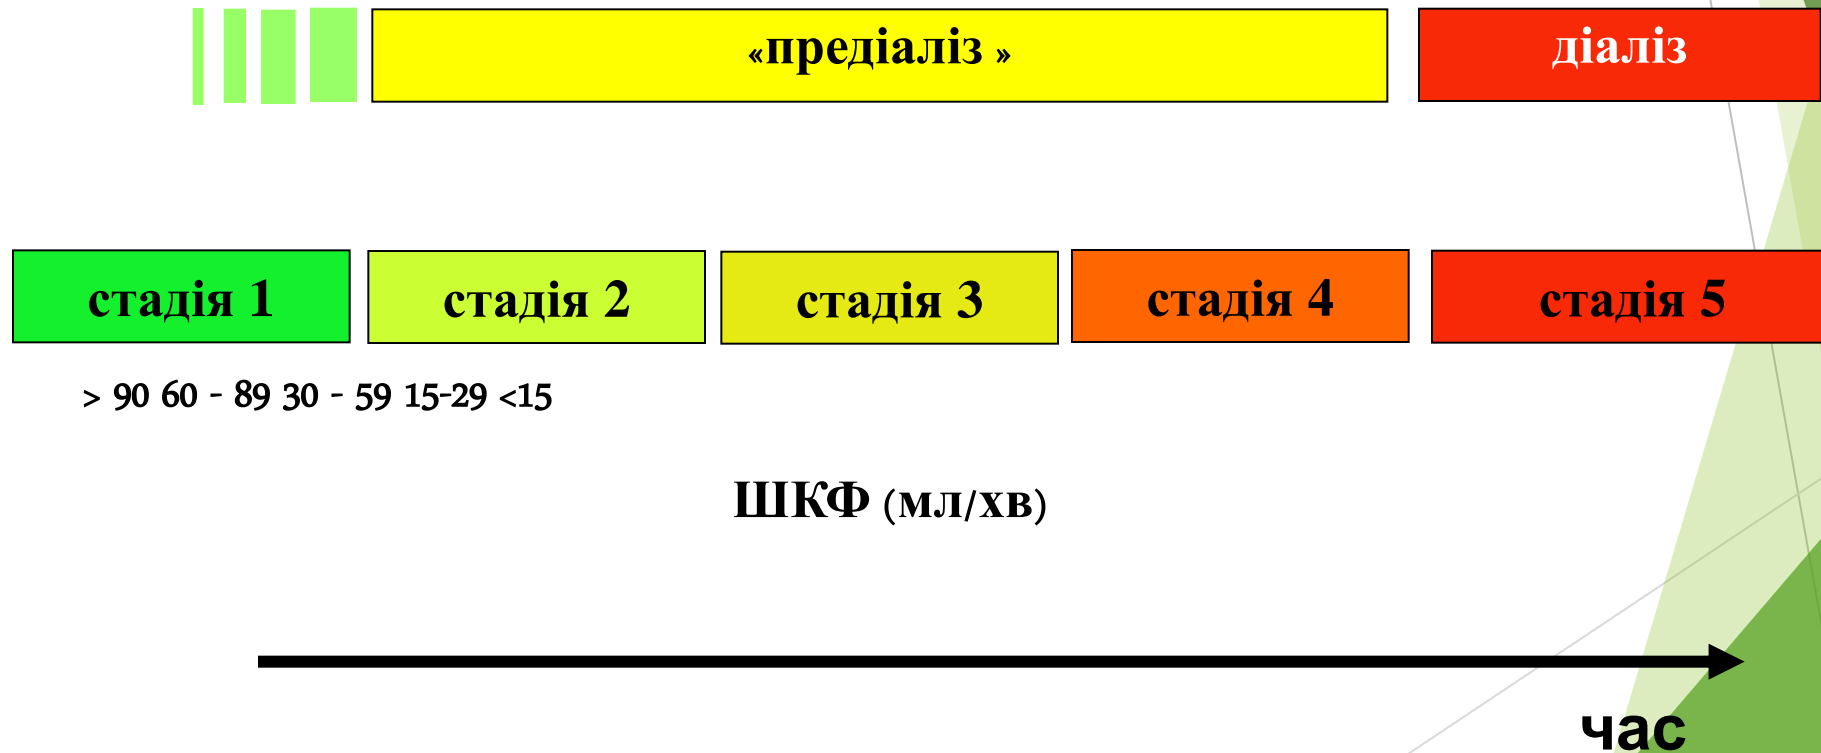 «предіаліз »
діаліз
стадія 1
стадія 2
стадія 3
стадія 4
стадія 5
> 90 60 - 89 30 - 59 15-29 <15
ШКФ (мл/хв)
час